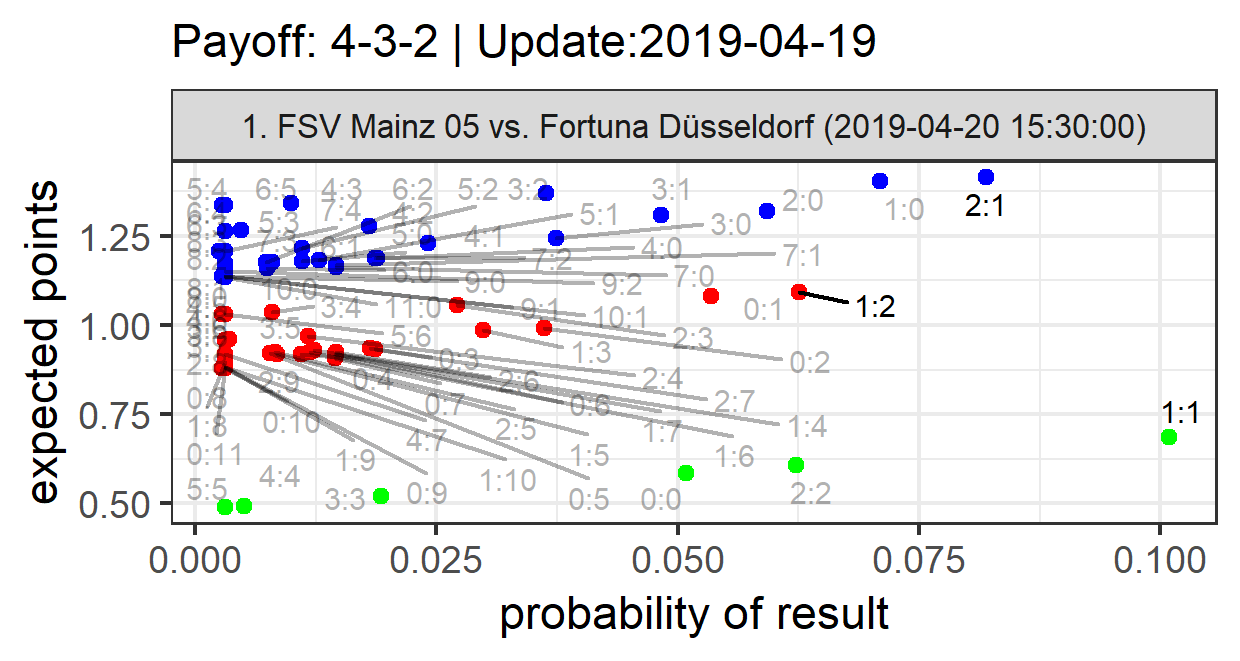 Payoff: 4-3-2 | Update:2019-04-19
1. FSV Mainz 05 vs. Fortuna Düsseldorf (2019-04-20 15:30:00)
expected points
1.25
1.00
0.75
0.50
5:4 6:5 4:3 6:2 5:2 3:2 3:1 2:0
7:4 4:2 5:1 1:0 2:1
5:3 5:0 4:1 3:0
7:3 6:1 4:0 7:1
7:2
6:0 9:0 9:2 7:0
10:0 11:0 9:1 10:1 0:1 1:2
3:4
3:5 5:6 2:3
0:3 1:3 0:2
2:9 0:4 2:6 2:4
0:8 0:7 0:6 2:7
1:8 0:10 4:7 2:5 1:7 1:4 1:1
0:11 1:9 1:5 1:6
4:4 1:10
5:5 3:3 0:9 0:5 0:0 2:2
0.000 0.025 0.050 0.075 0.100
probability of result